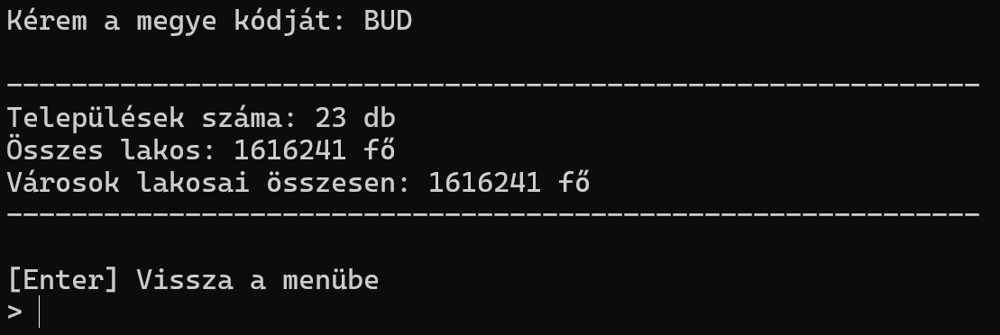 Kérem a megye kódját: BUD
------------------------------------------------------------
Települések száma: 23 db
Összes lakos: 1616241 fő
Városok lakosai összesen: 1616241 fő
------------------------------------------------------------
[Enter] Vissza a menübe
>